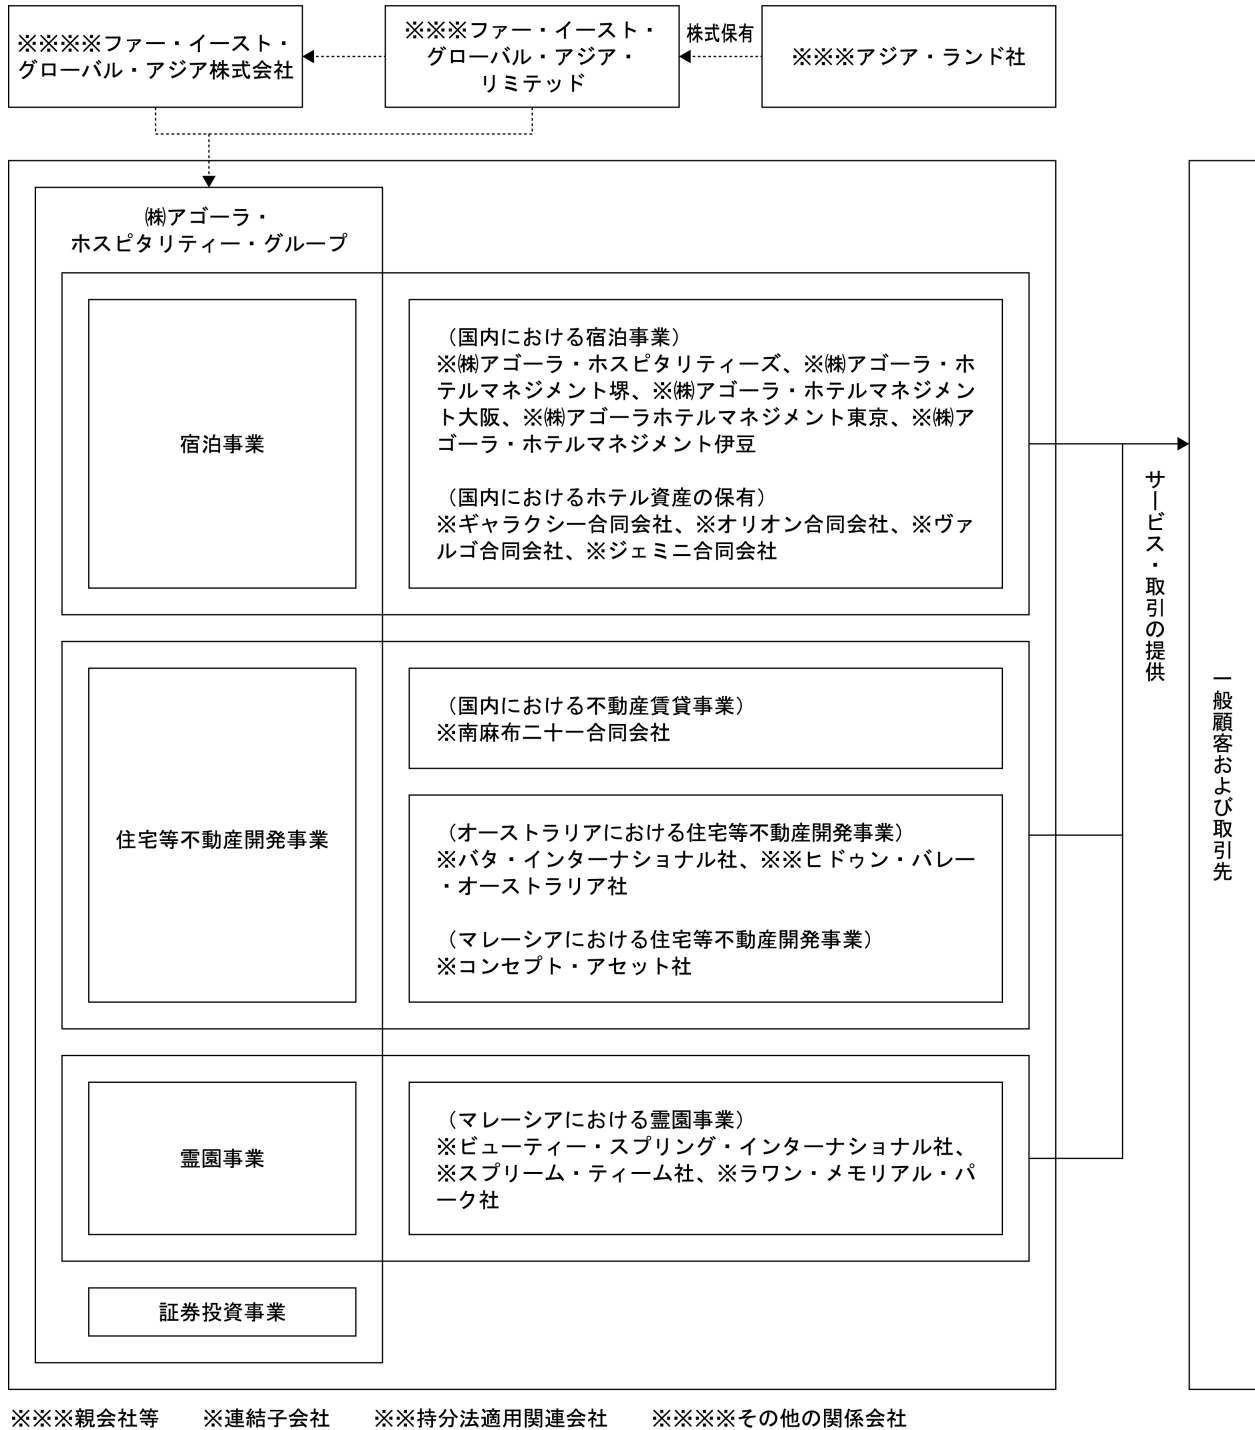 ※※※※ファー・イースト・
グローバル・アジア株式会社
※※※ファー・イースト・
グローバル・アジア・
リミテッド
株式保有
※※※アジア・ランド社
㈱アゴーラ・
ホスピタリティー・グループ
宿泊事業
（国内における宿泊事業）
※㈱アゴーラ・ホスピタリティーズ、※㈱アゴーラ・ホ
テルマネジメント堺、※㈱アゴーラ・ホテルマネジメン
ト大阪、※㈱アゴーラホテルマネジメント東京、※㈱ア
ゴーラ・ホテルマネジメント伊豆
（国内におけるホテル資産の保有）
※ギャラクシー合同会社、※オリオン合同会社、※ヴァ
ルゴ合同会社、※ジェミニ合同会社
住宅等不動産開発事業
（国内における不動産賃貸事業）
※南麻布二十一合同会社
（オーストラリアにおける住宅等不動産開発事業）
※バタ・インターナショナル社、※※ヒドゥン・バレー
・オーストラリア社
（マレーシアにおける住宅等不動産開発事業）
※コンセプト・アセット社
霊園事業
（マレーシアにおける霊園事業）
※ビューティー・スプリング・インターナショナル社、
※スプリーム・ティーム社、※ラワン・メモリアル・パ
ーク社
証券投資事業
サービス・取引の提供
一般顧客および取引先
※※※親会社等　※連結子会社　※※持分法適用関連会社　※※※※その他の関係会社